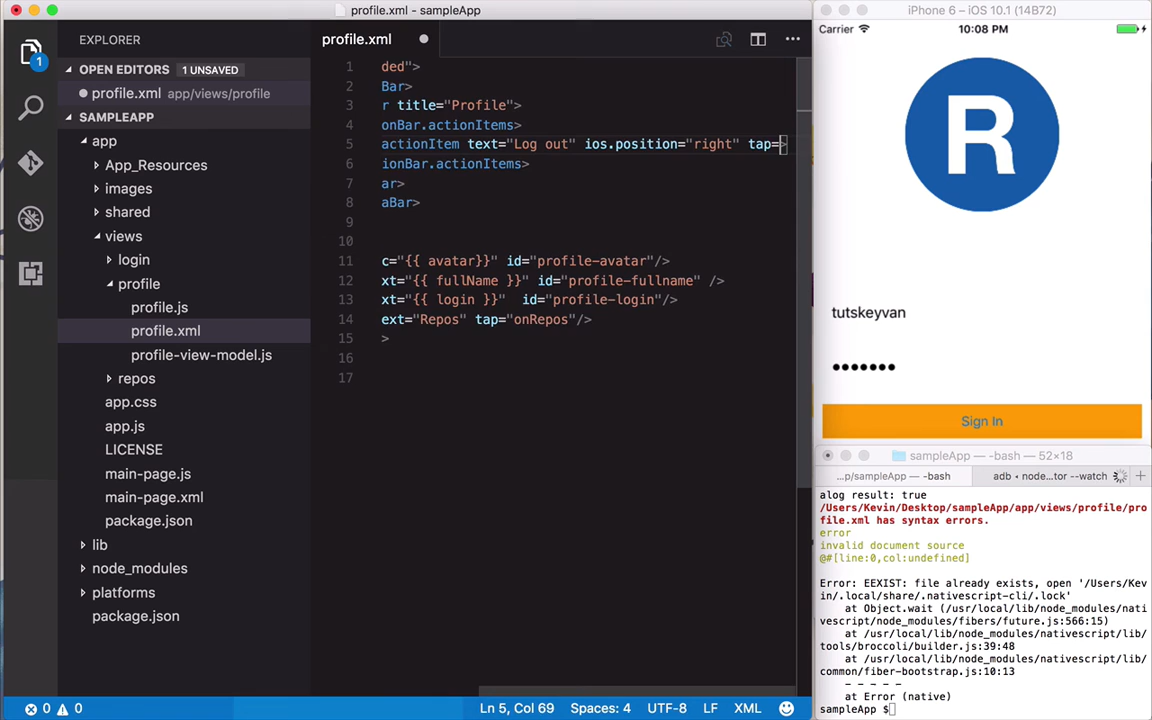 profile.xml - sampleApp
EXPLORER
OPEN EDITORS 1 UNSAVED
profile.xml app/views/profile
SAMPLEAPP
app
App_Resources
images
shared
views
login
profile
profile.js
profile.xml
profile-view-model.js
repos
app.css
app.js
LICENSE
main-page.js
main-page.xml
package.json
lib
node_modules
platforms
package.json
1
profile.xml
1 ded">
2 Bar>
3 r title="Profile">
4 onBar.actionItems>
5 actionItem text="Log out" ios.position="right" tap=>
6 ionBar.actionItems>
7 ar>
8 aBar>
9
10
11 c="{{ avatar}}" id="profile-avatar"/>
12 xt="{{ fullName }}" id="profile-fullname" />
13 xt="{{ login }}"  id="profile-login"/>
14 ext="Repos" tap="onRepos"/>
15 >
16
17
0 0
Ln 5, Col 69 Spaces: 4 UTF-8 LF XML
iPhone 6 – iOS 10.1 (14B72)
Carrier 10:08 PM
R
tutskeyvan
•••••••
Sign In
sampleApp — -bash — 52×18
...p/sampleApp — -bash adb ◂ node...tor --watch +
alog result: true
/Users/Kevin/Desktop/sampleApp/app/views/profile/pro
file.xml has syntax errors.
error
invalid document source
@#[line:0,col:undefined]
Error: EEXIST: file already exists, open '/Users/Kev
in/.local/share/.nativescript-cli/.lock'
at Object.wait (/usr/local/lib/node_modules/nati
vescript/node_modules/fibers/future.js:566:15)
at /usr/local/lib/node_modules/nativescript/lib/
tools/broccoli/builder.js:39:48
at /usr/local/lib/node_modules/nativescript/lib/
common/fiber-bootstrap.js:10:13
- - - - -
at Error (native)
sampleApp $